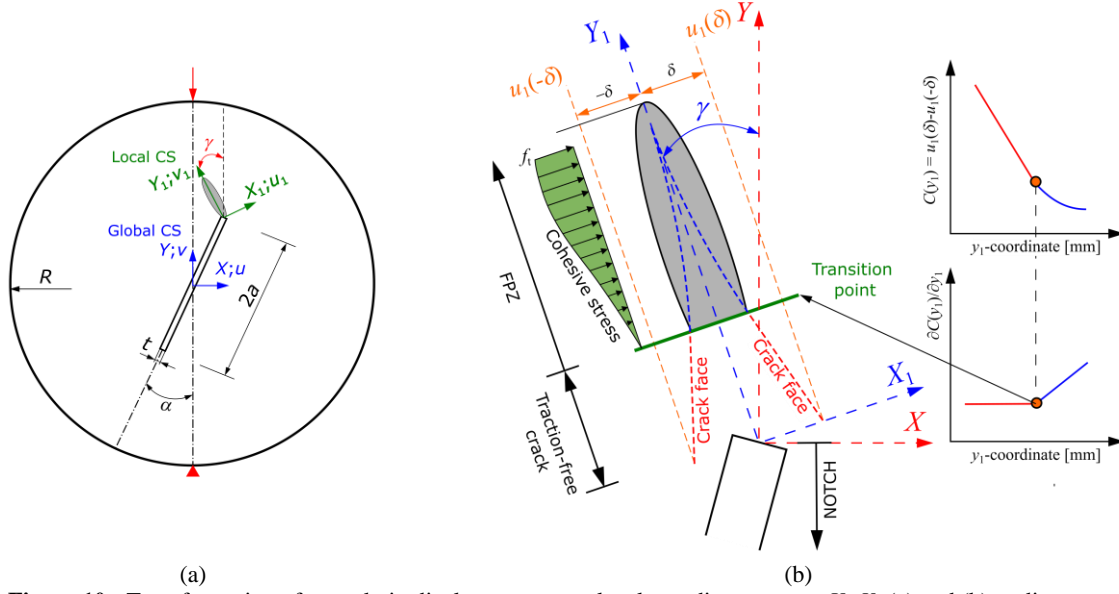 Local CS
Y₁;v₁
γ
X₁;u₁
Global CS
Y;v
X;u
R
2a
t
α
(a)
Y₁
u₁(δ)
Y
u₁(-δ)
-δ
δ
γ
fₜ
Cohesive stress
FPZ
Transition
point
Crack face
Crack face
X₁
X
Traction-free
crack
NOTCH
C(y₁) = u₁(δ)-u₁(-δ)
y₁-coordinate [mm]
∂C(y₁)/∂y₁
y₁-coordinate [mm]
(b)